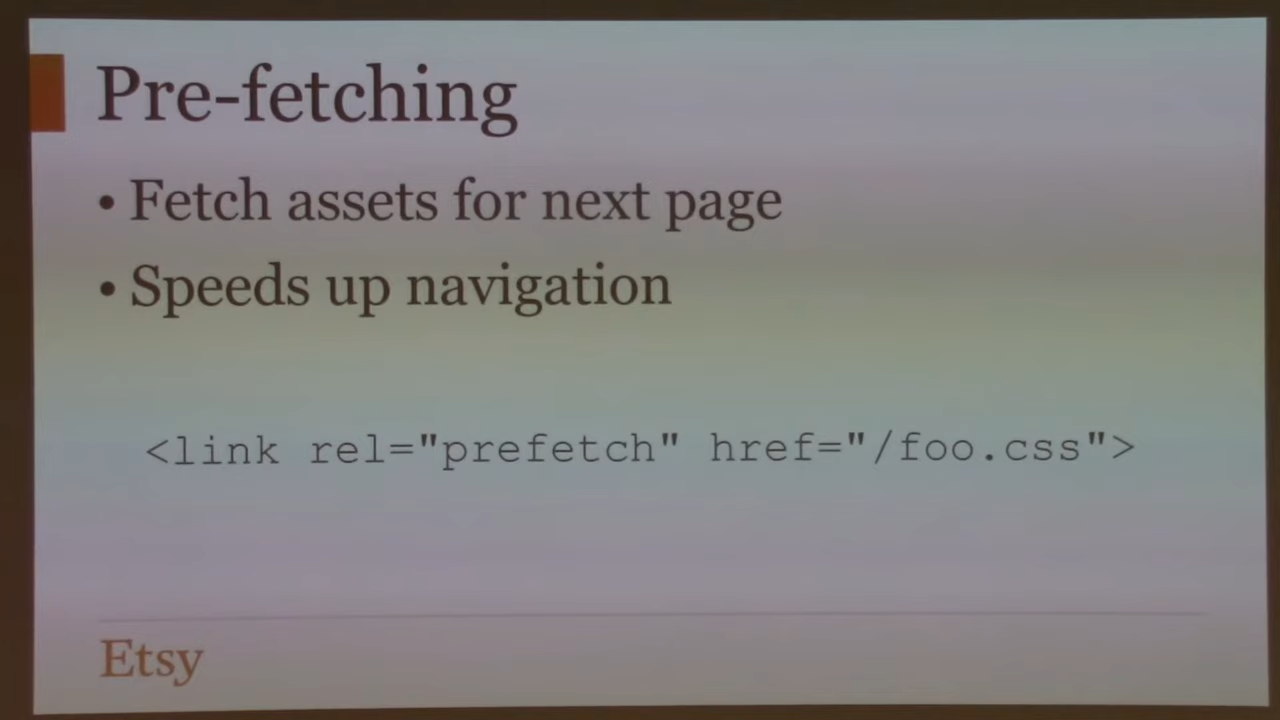 Pre-fetching
• Fetch assets for next page
• Speeds up navigation
<link rel="prefetch" href="/foo.css">
Etsy